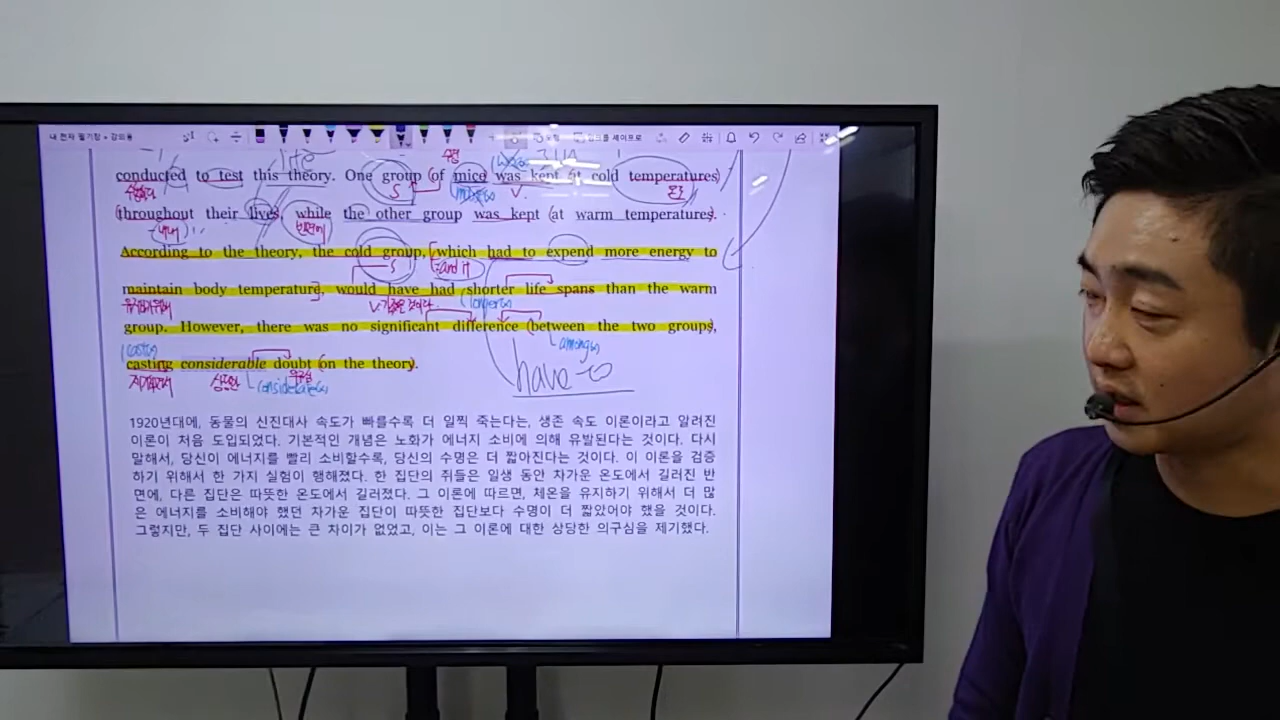 내 전자 필기장 • 강의용
conducted to test this theory. One group (of mice was kept (at cold temperatures)
(throughout their lives, while the other group was kept (at warm temperatures).
반면에
According to the theory, the cold group, [which had to expend more energy to
S =and it
maintain body temperature], would have had shorter life spans than the warm
group. However, there was no significant difference (between the two groups),
among(x)
casting considerable doubt (on the theory).
have to
1920년대에, 동물의 신진대사 속도가 빠를수록 더 일찍 죽는다는, 생존 속도 이론이라고 알려진
이론이 처음 도입되었다. 기본적인 개념은 노화가 에너지 소비에 의해 유발된다는 것이다. 다시
말해서, 당신이 에너지를 빨리 소비할수록, 당신의 수명은 더 짧아진다는 것이다. 이 이론을 검증
하기 위해서 한 가지 실험이 행해졌다. 한 집단의 쥐들은 일생 동안 차가운 온도에서 길러진 반
면에, 다른 집단은 따뜻한 온도에서 길러졌다. 그 이론에 따르면, 체온을 유지하기 위해서 더 많
은 에너지를 소비해야 했던 차가운 집단이 따뜻한 집단보다 수명이 더 짧았어야 했을 것이다.
그렇지만, 두 집단 사이에는 큰 차이가 없었고, 이는 그 이론에 대한 상당한 의구심을 제기했다.